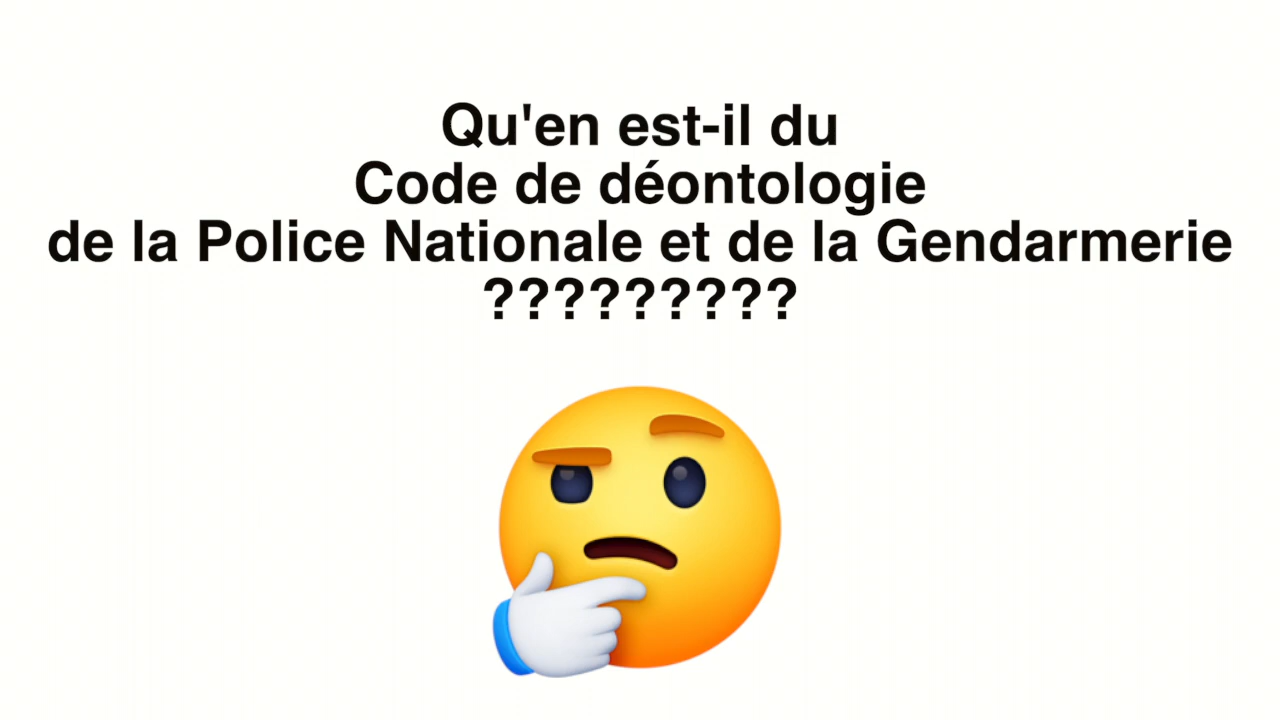 Qu'en est-il du
Code de déontologie
de la Police Nationale et de la Gendarmerie
?????????